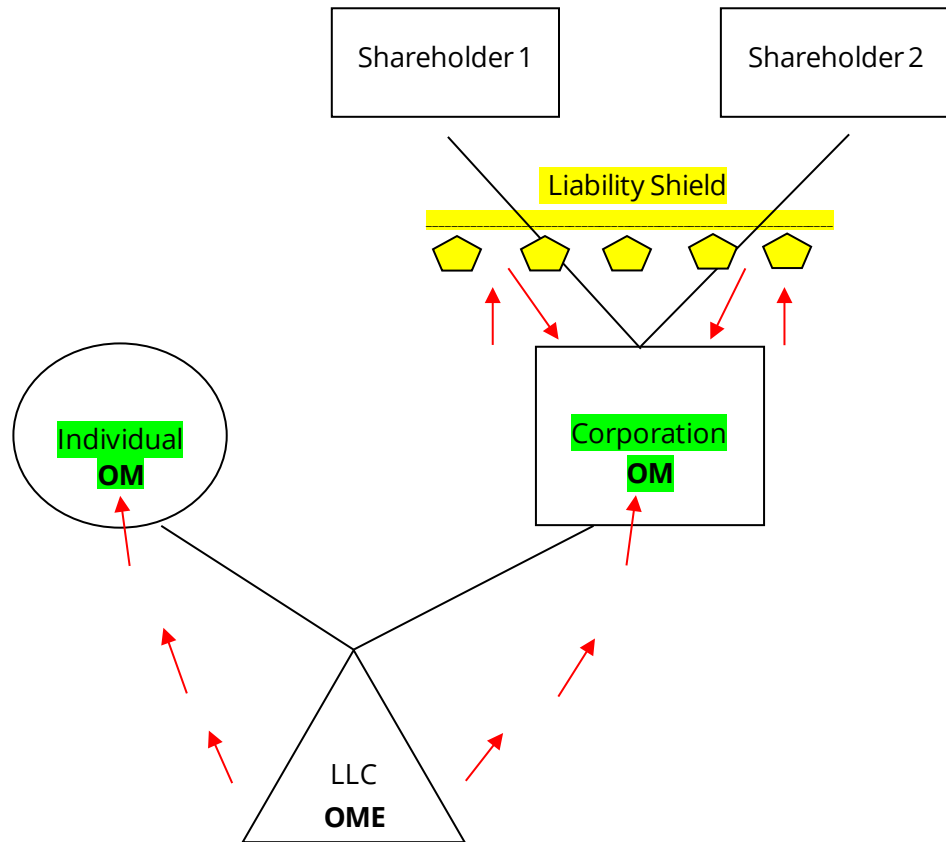 Shareholder 1
Shareholder 2
Liability Shield
Individual
OM
Corporation
OM
LLC
OME